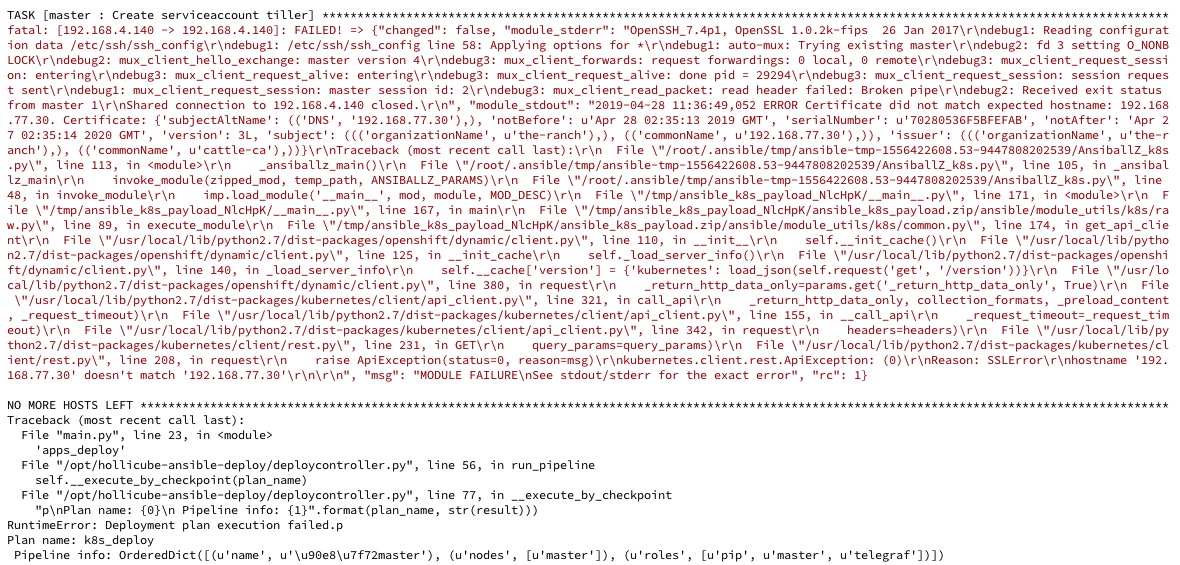 TASK [master : Create serviceaccount tiller] *******************************************************************************************************************
fatal: [192.168.4.140 -> 192.168.4.140]: FAILED! => {"changed": false, "module_stderr": "OpenSSH_7.4p1, OpenSSL 1.0.2k-fips  26 Jan 2017\r\ndebug1: Reading configurat
ion data /etc/ssh/ssh_config\r\ndebug1: /etc/ssh/ssh_config line 58: Applying options for *\r\ndebug1: auto-mux: Trying existing master\r\ndebug2: fd 3 setting O_NONB
LOCK\r\ndebug2: mux_client_hello_exchange: master version 4\r\ndebug3: mux_client_forwards: request forwardings: 0 local, 0 remote\r\ndebug3: mux_client_request_sessi
on: entering\r\ndebug3: mux_client_request_alive: entering\r\ndebug3: mux_client_request_alive: done pid = 29294\r\ndebug3: mux_client_request_session: session reques
t sent\r\ndebug1: mux_client_request_session: master session id: 2\r\ndebug3: mux_client_read_packet: read header failed: Broken pipe\r\ndebug2: Received exit status
from master 1\r\nShared connection to 192.168.4.140 closed.\r\n", "module_stdout": "2019-04-28 11:36:49,052 ERROR Certificate did not match expected hostname: 192.168
.77.30. Certificate: {'subjectAltName': (('DNS', '192.168.77.30'),), 'notBefore': u'Apr 28 02:35:13 2019 GMT', 'serialNumber': u'70280536F5BFEFAB', 'notAfter': 'Apr 2
7 02:35:14 2020 GMT', 'version': 3L, 'subject': ((('organizationName', u'the-ranch'),), (('commonName', u'192.168.77.30'),)), 'issuer': ((('organizationName', u'the-r
anch'),), (('commonName', u'cattle-ca'),))}\r\nTraceback (most recent call last):\r\n  File \"/root/.ansible/tmp/ansible-tmp-1556422608.53-9447808202539/AnsiballZ_k8s
.py\", line 113, in <module>\r\n    _ansiballz_main()\r\n  File \"/root/.ansible/tmp/ansible-tmp-1556422608.53-9447808202539/AnsiballZ_k8s.py\", line 105, in _ansibal
lz_main\r\n    invoke_module(zipped_mod, temp_path, ANSIBALLZ_PARAMS)\r\n  File \"/root/.ansible/tmp/ansible-tmp-1556422608.53-9447808202539/AnsiballZ_k8s.py\", line
48, in invoke_module\r\n    imp.load_module('__main__', mod, module, MOD_DESC)\r\n  File \"/tmp/ansible_k8s_payload_NlcHpK/__main__.py\", line 171, in <module>\r\n  F
ile \"/tmp/ansible_k8s_payload_NlcHpK/__main__.py\", line 167, in main\r\n  File \"/tmp/ansible_k8s_payload_NlcHpK/ansible_k8s_payload.zip/ansible/module_utils/k8s/ra
w.py\", line 89, in execute_module\r\n  File \"/tmp/ansible_k8s_payload_NlcHpK/ansible_k8s_payload.zip/ansible/module_utils/k8s/common.py\", line 174, in get_api_clie
nt\r\n  File \"/usr/local/lib/python2.7/dist-packages/openshift/dynamic/client.py\", line 110, in __init__\r\n    self.__init_cache()\r\n  File \"/usr/local/lib/pytho
n2.7/dist-packages/openshift/dynamic/client.py\", line 125, in __init_cache\r\n    self._load_server_info()\r\n  File \"/usr/local/lib/python2.7/dist-packages/openshi
ft/dynamic/client.py\", line 140, in _load_server_info\r\n    self.__cache['version'] = {'kubernetes': load_json(self.request('get', '/version'))}\r\n  File \"/usr/lo
cal/lib/python2.7/dist-packages/openshift/dynamic/client.py\", line 380, in request\r\n    _return_http_data_only=params.get('_return_http_data_only', True)\r\n  File
 \"/usr/local/lib/python2.7/dist-packages/kubernetes/client/api_client.py\", line 321, in call_api\r\n    _return_http_data_only, collection_formats, _preload_content
, _request_timeout)\r\n  File \"/usr/local/lib/python2.7/dist-packages/kubernetes/client/api_client.py\", line 155, in __call_api\r\n    _request_timeout=_request_tim
eout)\r\n  File \"/usr/local/lib/python2.7/dist-packages/kubernetes/client/api_client.py\", line 342, in request\r\n    headers=headers)\r\n  File \"/usr/local/lib/py
thon2.7/dist-packages/kubernetes/client/rest.py\", line 231, in GET\r\n    query_params=query_params)\r\n  File \"/usr/local/lib/python2.7/dist-packages/kubernetes/cl
ient/rest.py\", line 208, in request\r\n    raise ApiException(status=0, reason=msg)\r\nkubernetes.client.rest.ApiException: (0)\r\nReason: SSLError\r\nhostname '192.
168.77.30' doesn't match '192.168.77.30'\r\n\r\n", "msg": "MODULE FAILURE\nSee stdout/stderr for the exact error", "rc": 1}
NO MORE HOSTS LEFT *********************************************************************************************************************************************
Traceback (most recent call last):
  File "main.py", line 23, in <module>
    'apps_deploy'
  File "/opt/hollicube-ansible-deploy/deploycontroller.py", line 56, in run_pipeline
    self.__execute_by_checkpoint(plan_name)
  File "/opt/hollicube-ansible-deploy/deploycontroller.py", line 77, in __execute_by_checkpoint
    "p\nPlan name: {0}\n Pipeline info: {1}".format(plan_name, str(result)))
RuntimeError: Deployment plan execution failed.p
Plan name: k8s_deploy
 Pipeline info: OrderedDict([(u'name', u'\u90e8\u7f72master'), (u'nodes', [u'master']), (u'roles', [u'pip', u'master', u'telegraf'])])